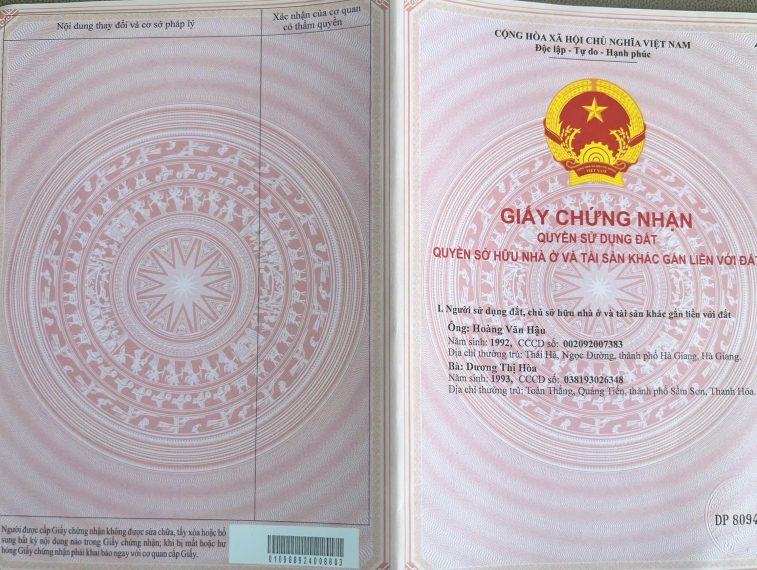 Nội dung thay đổi và cơ sở pháp lý
Xác nhận của cơ quan
có thẩm quyền
Người được cấp Giấy chứng nhận không được sửa chữa, tẩy xóa hoặc bổ
sung bất kỳ nội dung nào trong Giấy chứng nhận; khi bị mất hoặc hư
hỏng Giấy chứng nhận phải khai báo ngay với cơ quan cấp Giấy.
CỘNG HÒA XÃ HỘI CHỦ NGHĨA VIỆT NAM
Độc lập - Tự do - Hạnh phúc
VIỆT NAM
GIẤY CHỨNG NHẬN
QUYỀN SỬ DỤNG ĐẤT
QUYỀN SỞ HỮU NHÀ Ở VÀ TÀI SẢN KHÁC GẮN LIỀN VỚI ĐẤT
I. Người sử dụng đất, chủ sở hữu nhà ở và tài sản khác gắn liền với đất
Ông: Hoàng Văn Hậu
Năm sinh: 1992, CCCD số: 002092007383
Địa chỉ thường trú: Thái Hà, Ngọc Đường, thành phố Hà Giang, Hà Giang.
Bà: Dương Thị Hòa
Năm sinh: 1993, CCCD số: 038193026348
Địa chỉ thường trú: Toàn Thắng, Quảng Tiến, thành phố Sầm Sơn, Thanh Hóa.
DP 8094